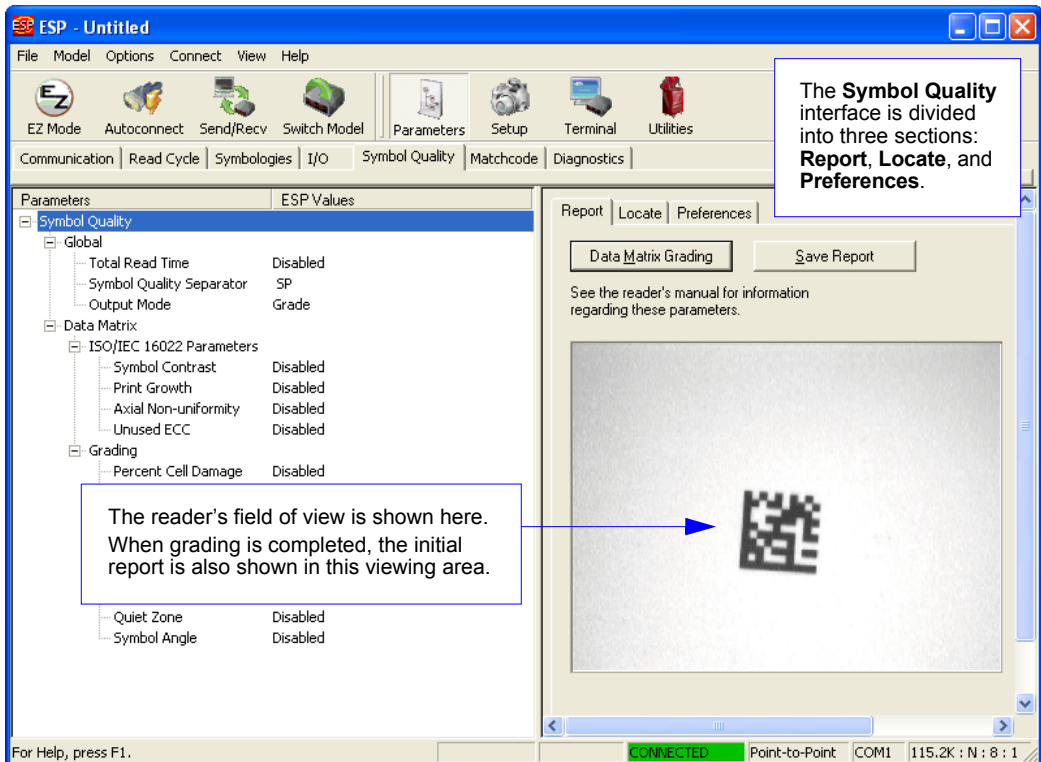 ESP - Untitled
File Model Options Connect View Help
EZ Mode Autoconnect Send/Recv Switch Model Parameters Setup Terminal Utilities
Communication Read Cycle Symbologies I/O Symbol Quality Matchcode Diagnostics
The Symbol Quality
interface is divided
into three sections:
Report, Locate, and
Preferences.
Parameters ESP Values
Symbol Quality
Global
Total Read Time Disabled
Symbol Quality Separator SP
Output Mode Grade
Data Matrix
ISO/IEC 16022 Parameters
Symbol Contrast Disabled
Print Growth Disabled
Axial Non-uniformity Disabled
Unused ECC Disabled
Grading
Percent Cell Damage Disabled
The reader's field of view is shown here.
When grading is completed, the initial
report is also shown in this viewing area.
Quiet Zone Disabled
Symbol Angle Disabled
Report Locate Preferences
Data Matrix Grading Save Report
See the reader's manual for information
regarding these parameters.
For Help, press F1. CONNECTED Point-to-Point COM1 115.2K : N : 8 : 1